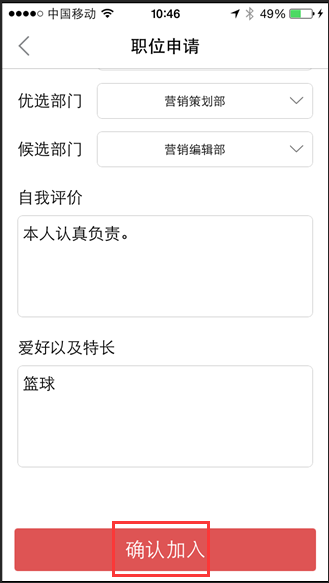 中国移动 10:46 49%
职位申请
优选部门 营销策划部
候选部门 营销编辑部
自我评价
本人认真负责。
爱好以及特长
篮球
确认加入